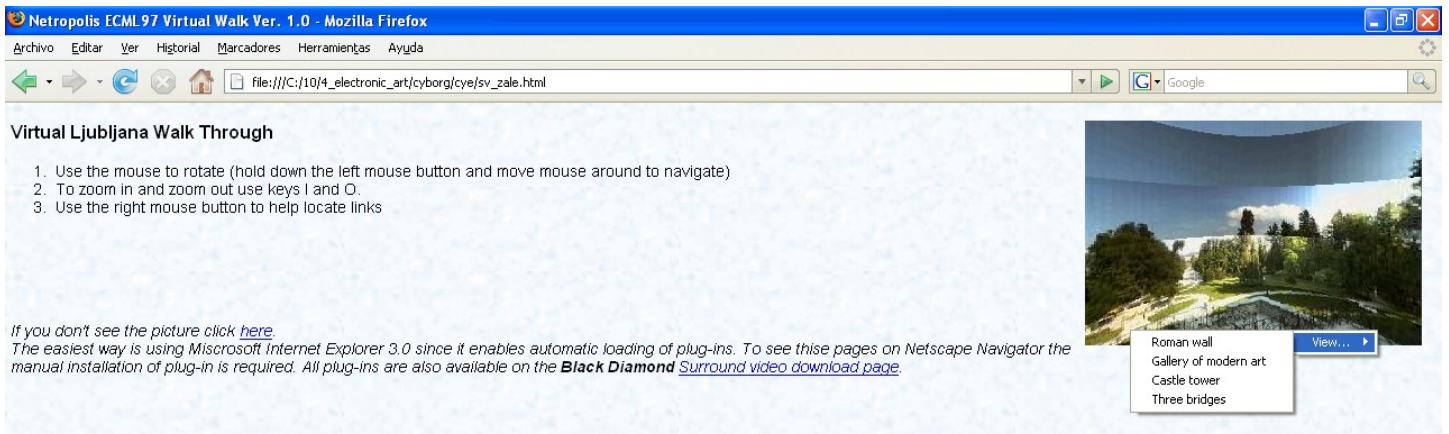 Netropolis ECML97 Virtual Walk Ver. 1.0 - Mozilla Firefox
Archivo Editar Ver Historial Marcadores Herramientas Ayuda
file:///C:/10/4_electronic_art/cyborg/cye/sv_zale.html
G Google
Virtual Ljubljana Walk Through
1. Use the mouse to rotate (hold down the left mouse button and move mouse around to navigate)
2. To zoom in and zoom out use keys I and O.
3. Use the right mouse button to help locate links
If you don't see the picture click here.
The easiest way is using Miscrosoft Internet Explorer 3.0 since it enables automatic loading of plug-ins. To see thise pages on Netscape Navigator the
manual installation of plug-in is required. All plug-ins are also available on the Black Diamond Surround video download page.
View...
Roman wall
Gallery of modern art
Castle tower
Three bridges